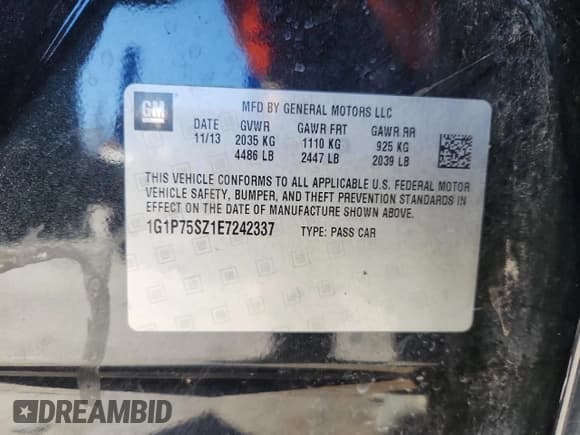 GM
MFD BY GENERAL MOTORS LLC
DATE GVWR GAWR FRT GAWR RR
11/13 2035 KG 1110 KG 925 KG
4486 LB 2447 LB 2039 LB
THIS VEHICLE CONFORMS TO ALL APPLICABLE U.S. FEDERAL MOTOR
VEHICLE SAFETY, BUMPER, AND THEFT PREVENTION STANDARDS IN
EFFECT ON THE DATE OF MANUFACTURE SHOWN ABOVE.
1G1P75SZ1E7242337 TYPE: PASS CAR
DREAMBID